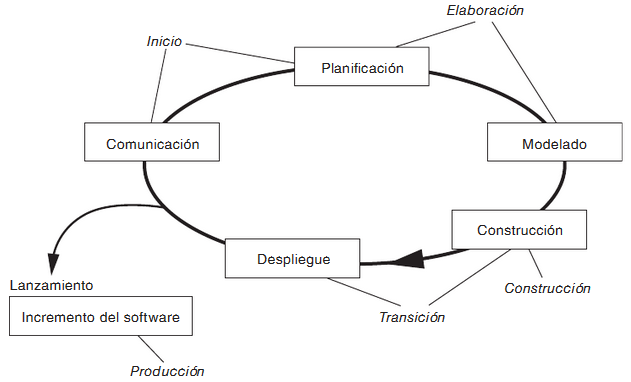 Elaboración
Inicio
Planificación
Comunicación
Modelado
Construcción
Despliegue
Lanzamiento
Construcción
Incremento del software
Transición
Producción